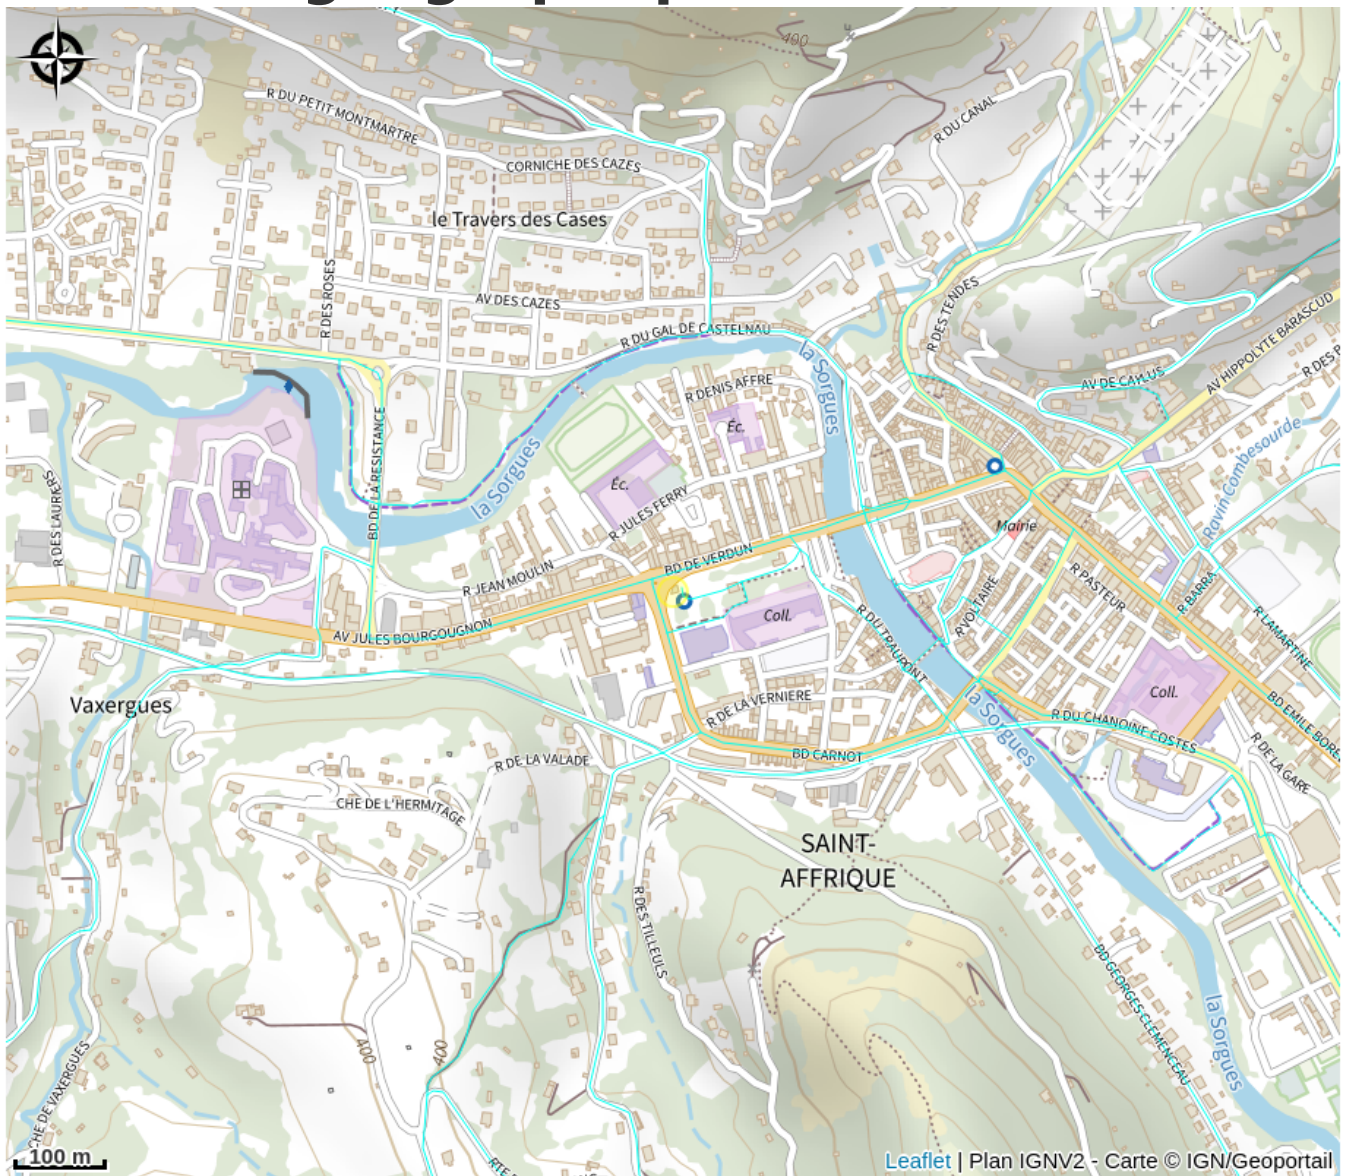 490
R DU PETIT MONTMARTRE
R DU CANAL
CORNICHE DES CAZES
le Travers des Cases
R DES ROSES
AV DES CAZES
R DES TENDES
R DU GAL DE CASTELNAU
la Sorgues
AV HIPPOLYTE BARASCUD
AV DE CAYLUS
R DENIS AFFRE
Éc.
BD DE LA RESISTANCE
la Sorgues
Éc.
R JULES FERRY
Ravin Combesourde
R DES LAURIERS
Mairie
BD DE VERDUN
R JEAN MOULIN
R PASTEUR
R BARRA
R VOLTAIRE
Coll.
R DU TRAUPONT
R LAMARTINE
AV JULES BOURGOUGNON
Coll.
Vaxergues
la Sorgues
R DE LA VERNIERE
R DU CHANOINE COSTES
BD EMILE BOREL
BD CARNOT
R DE LA GARE
R DE LA VALADE
CHE DE L'HERMITAGE
SAINT-
AFFRIQUE
R DES TILLEULS
BD GEORGES CLEMENCEAU
400
400
la Sorgues
CHE DE VAXERGUES
100 m
RTE
Leaflet | Plan IGNV2 - Carte © IGN/Geoportail